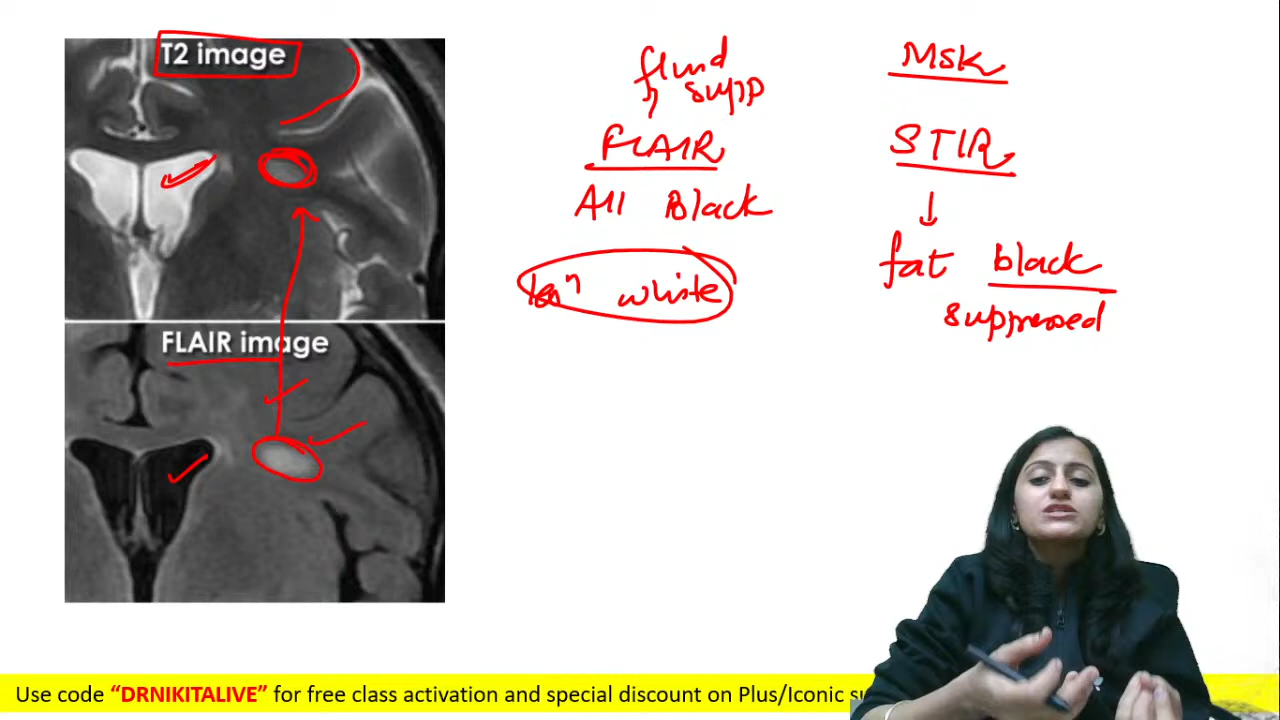 T2 image
FLAIR image
fluid
supp
FLAIR
All Black
white
MSK
STIR
fat black
suppressed
Use code “DRNIKITALIVE” for free class activation and special discount on Plus/Iconic su